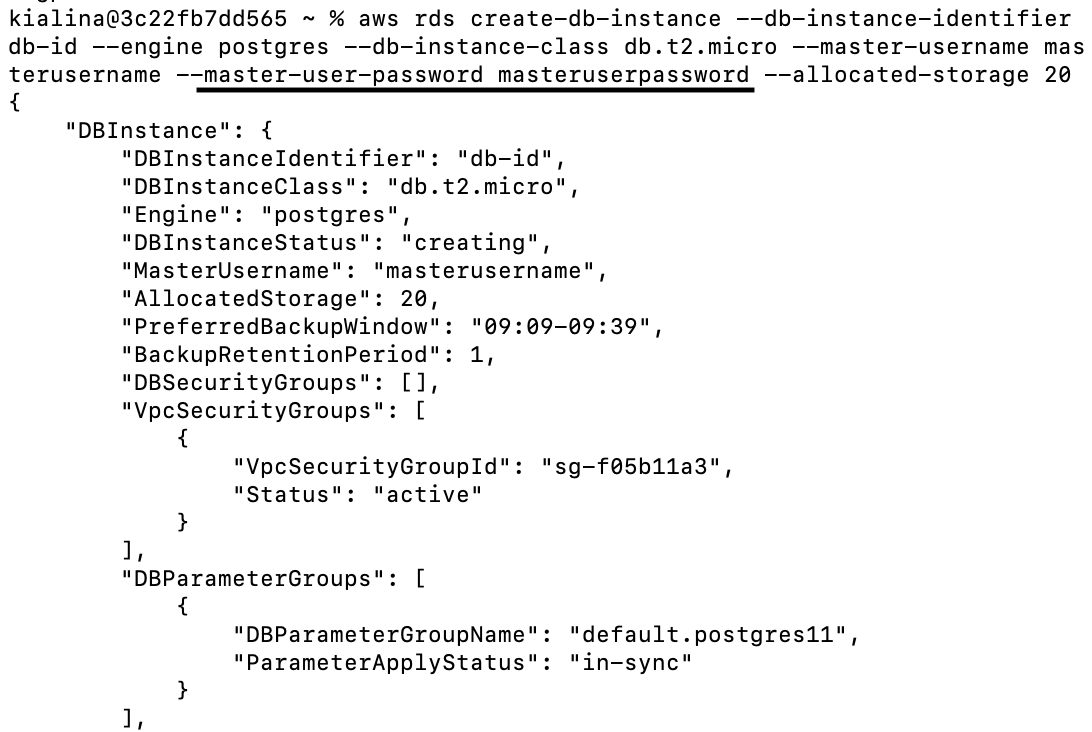 kialina@3c22fb7dd565 ~ % aws rds create-db-instance --db-instance-identifier
db-id --engine postgres --db-instance-class db.t2.micro --master-username mas
terusername --master-user-password masteruserpassword --allocated-storage 20
{
    "DBInstance": {
        "DBInstanceIdentifier": "db-id",
        "DBInstanceClass": "db.t2.micro",
        "Engine": "postgres",
        "DBInstanceStatus": "creating",
        "MasterUsername": "masterusername",
        "AllocatedStorage": 20,
        "PreferredBackupWindow": "09:09-09:39",
        "BackupRetentionPeriod": 1,
        "DBSecurityGroups": [],
        "VpcSecurityGroups": [
            {
                "VpcSecurityGroupId": "sg-f05b11a3",
                "Status": "active"
            }
        ],
        "DBParameterGroups": [
            {
                "DBParameterGroupName": "default.postgres11",
                "ParameterApplyStatus": "in-sync"
            }
        ],